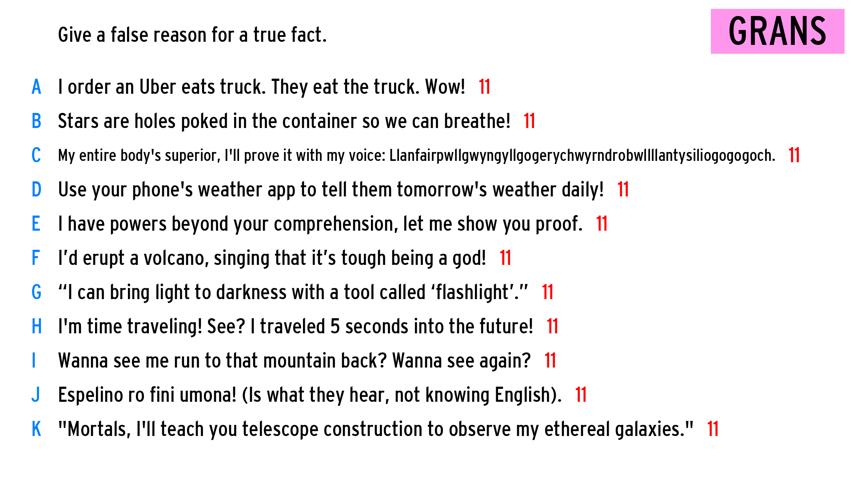 Give a false reason for a true fact.
GRANS
A I order an Uber eats truck. They eat the truck. Wow! 11
B Stars are holes poked in the container so we can breathe! 11
C My entire body's superior, I'll prove it with my voice: Llanfairpwllgwyngyllgogerychwyrndrobwllllantysiliogogogoch. 11
D Use your phone's weather app to tell them tomorrow's weather daily! 11
E I have powers beyond your comprehension, let me show you proof. 11
F I’d erupt a volcano, singing that it’s tough being a god! 11
G “I can bring light to darkness with a tool called ‘flashlight’.” 11
H I'm time traveling! See? I traveled 5 seconds into the future! 11
I Wanna see me run to that mountain back? Wanna see again? 11
J Espelino ro fini umona! (Is what they hear, not knowing English). 11
K "Mortals, I'll teach you telescope construction to observe my ethereal galaxies." 11